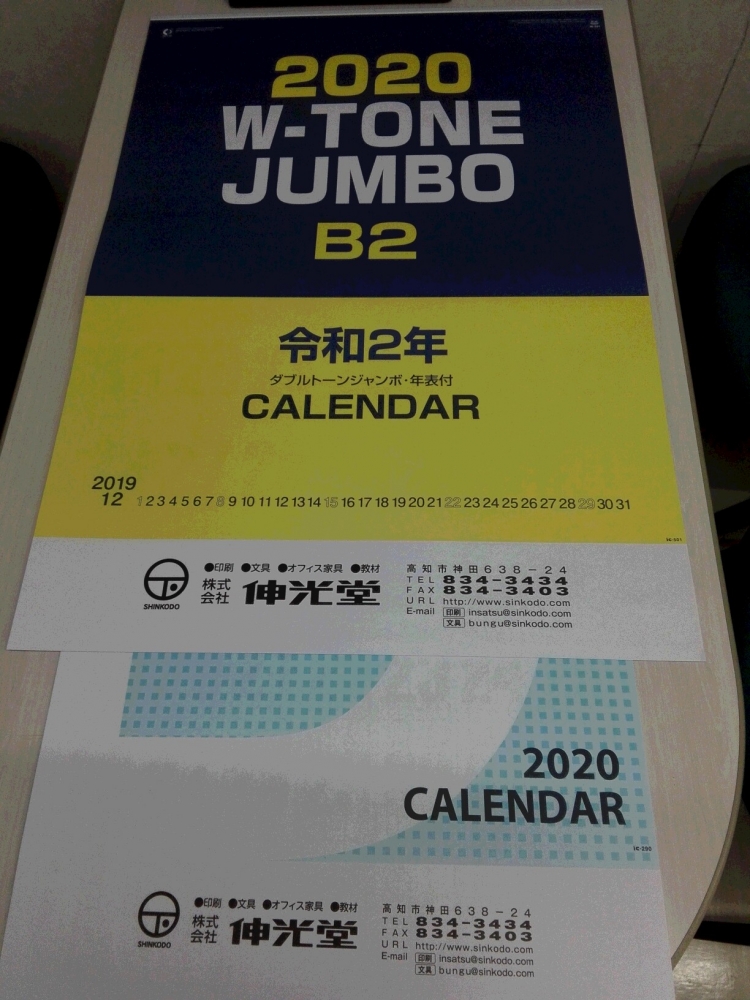 2020
W-TONE
JUMBO
B2
令和2年
ダブルトーンジャンボ・年表付
CALENDAR
2019
12 1 2 3 4 5 6 7 8 9 10 11 12 13 14 15 16 17 18 19 20 21 22 23 24 25 26 27 28 29 30 31
●印刷 ●文具 ●オフィス家具 ●教材
株式会社 伸光堂
SHINKODO
高知市神田638-24
TEL 834-3434
FAX 834-3403
URL http://www.sinkodo.com
E-mail 印刷 insatsu@sinkodo.com
文具 bungu@sinkodo.com
2020
CALENDAR
IC-290
●印刷 ●文具 ●オフィス家具 ●教材
株式会社 伸光堂
SHINKODO
高知市神田638-24
TEL 834-3434
FAX 834-3403
URL http://www.sinkodo.com
E-mail 印刷 insatsu@sinkodo.com
文具 bungu@sinkodo.com